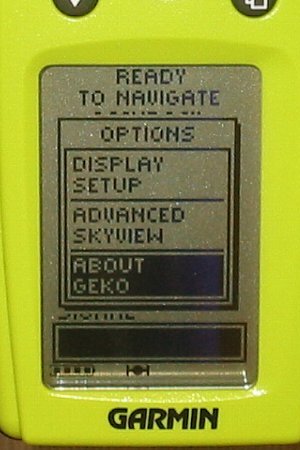 READY
TO NAVIGATE
OPTIONS
DISPLAY
SETUP
ADVANCED
SKYVIEW
ABOUT
GEKO
GARMIN